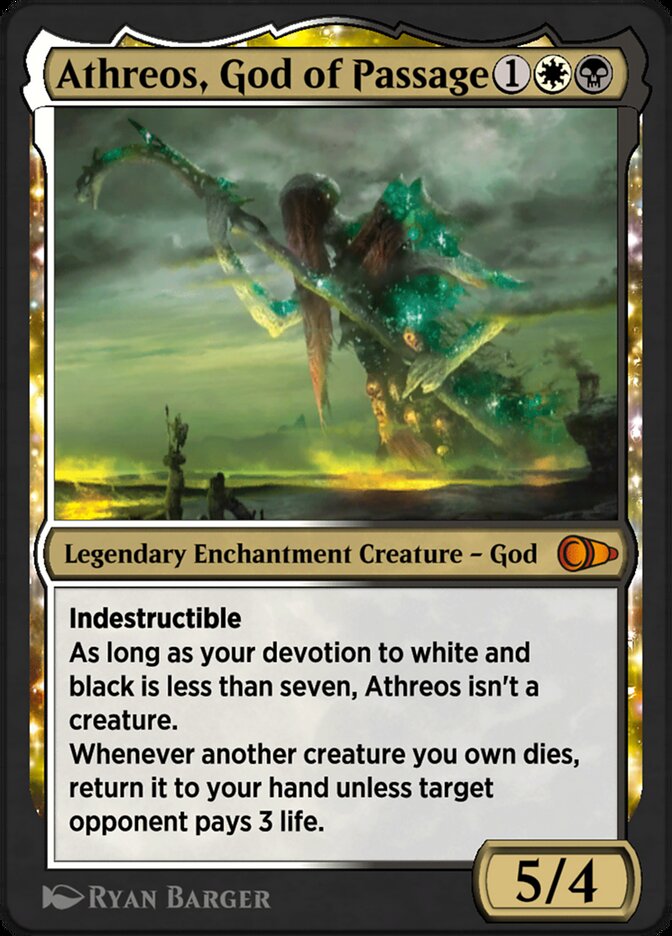 Athreos, God of Passage 1
Legendary Enchantment Creature – God
Indestructible
As long as your devotion to white and
black is less than seven, Athreos isn't a
creature.
Whenever another creature you own dies,
return it to your hand unless target
opponent pays 3 life.
5/4
Ryan Barger